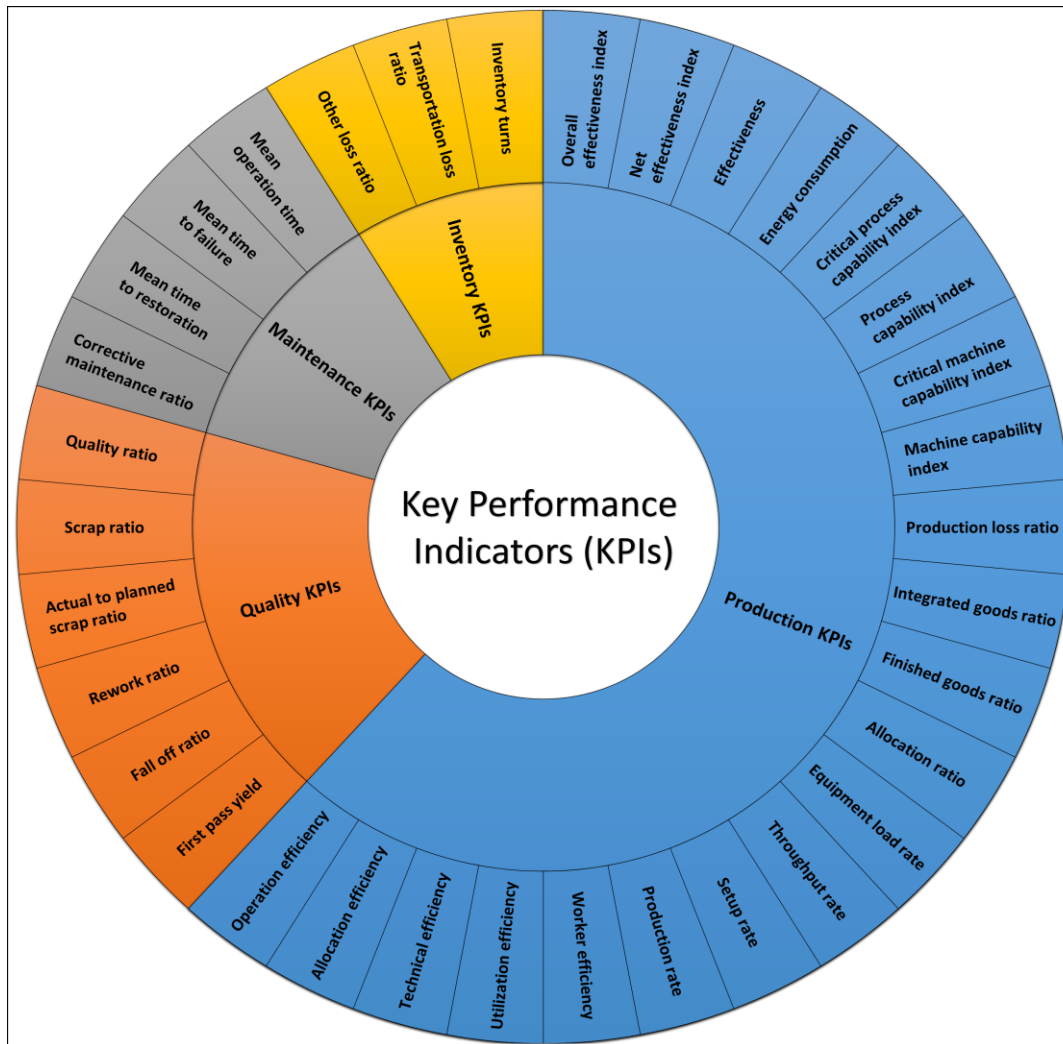 Key Performance
Indicators (KPIs)
Production KPIs
Overall
effectiveness index
Net
effectiveness index
Effectiveness
Energy consumption
Critical process
capability index
Process
capability index
Critical machine
capability index
Machine capability
index
Production loss ratio
Integrated goods ratio
Finished goods ratio
Allocation ratio
Equipment load rate
Throughput rate
Setup rate
Production rate
Worker efficiency
Utilization efficiency
Technical efficiency
Allocation efficiency
Operation efficiency
Quality KPIs
First pass yield
Fall off ratio
Rework ratio
Actual to planned
scrap ratio
Scrap ratio
Quality ratio
Maintenance KPIs
Corrective
maintenance ratio
Mean time
to restoration
Mean time
to failure
Mean
operation time
Inventory KPIs
Other loss ratio
Transportation loss
ratio
Inventory turns